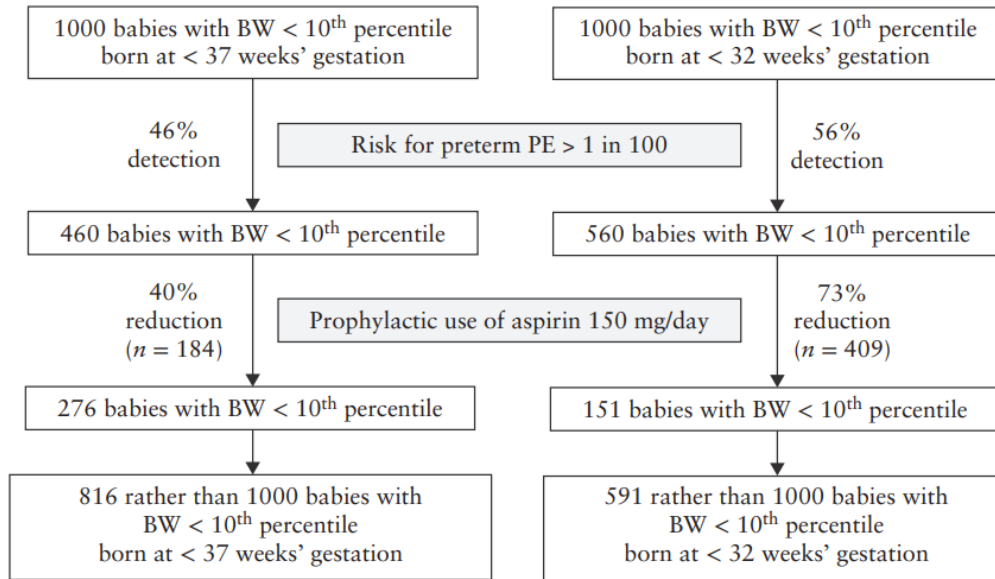 1000 babies with BW < 10th percentile
born at < 37 weeks' gestation
1000 babies with BW < 10th percentile
born at < 32 weeks' gestation
46%
detection
Risk for preterm PE > 1 in 100
56%
detection
460 babies with BW < 10th percentile
560 babies with BW < 10th percentile
40%
reduction
(n = 184)
Prophylactic use of aspirin 150 mg/day
73%
reduction
(n = 409)
276 babies with BW < 10th percentile
151 babies with BW < 10th percentile
816 rather than 1000 babies with
BW < 10th percentile
born at < 37 weeks' gestation
591 rather than 1000 babies with
BW < 10th percentile
born at < 32 weeks' gestation